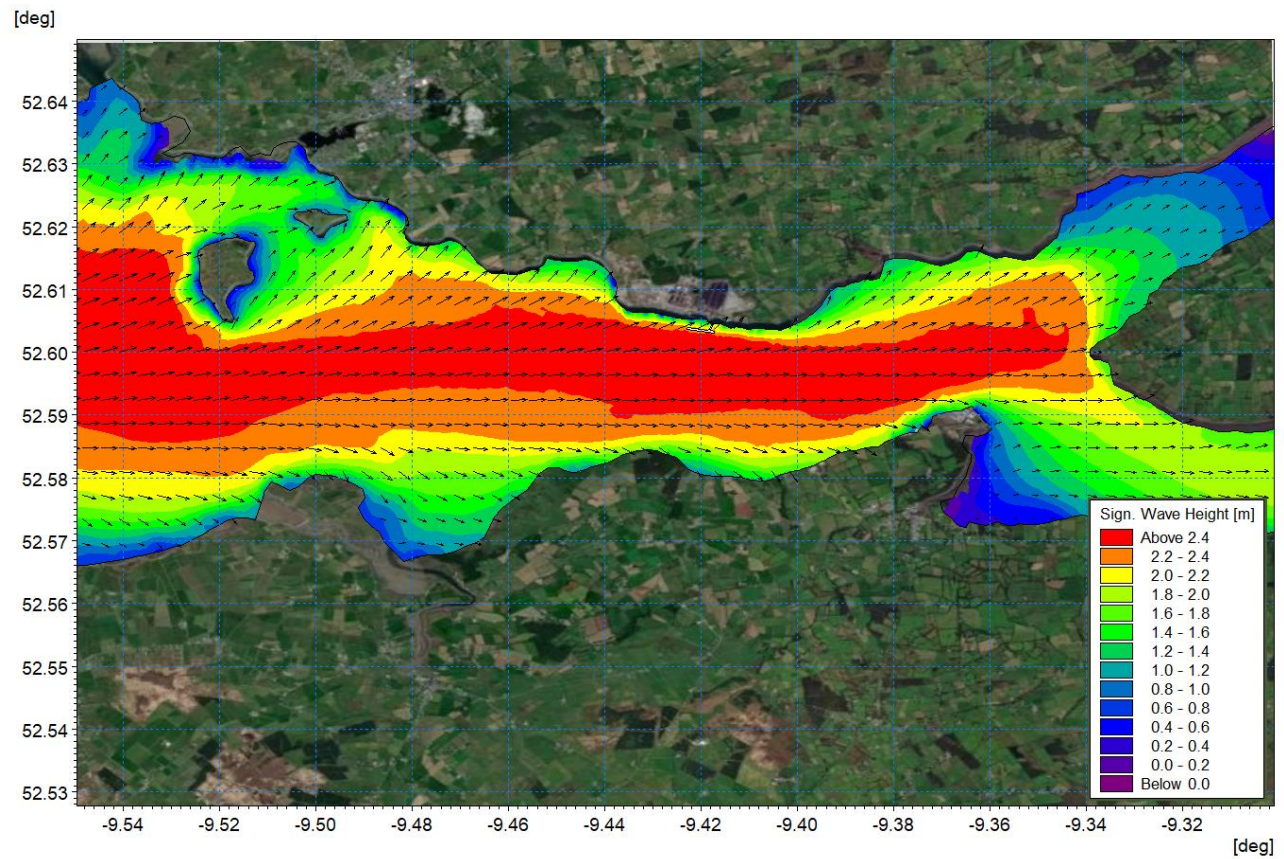 [deg]
52.64
52.63
52.62
52.61
52.60
52.59
52.58
52.57
52.56
52.55
52.54
52.53
Sign. Wave Height [m]
Above 2.4
2.2 - 2.4
2.0 - 2.2
1.8 - 2.0
1.6 - 1.8
1.4 - 1.6
1.2 - 1.4
1.0 - 1.2
0.8 - 1.0
0.6 - 0.8
0.4 - 0.6
0.2 - 0.4
0.0 - 0.2
Below 0.0
-9.54 -9.52 -9.50 -9.48 -9.46 -9.44 -9.42 -9.40 -9.38 -9.36 -9.34 -9.32
[deg]